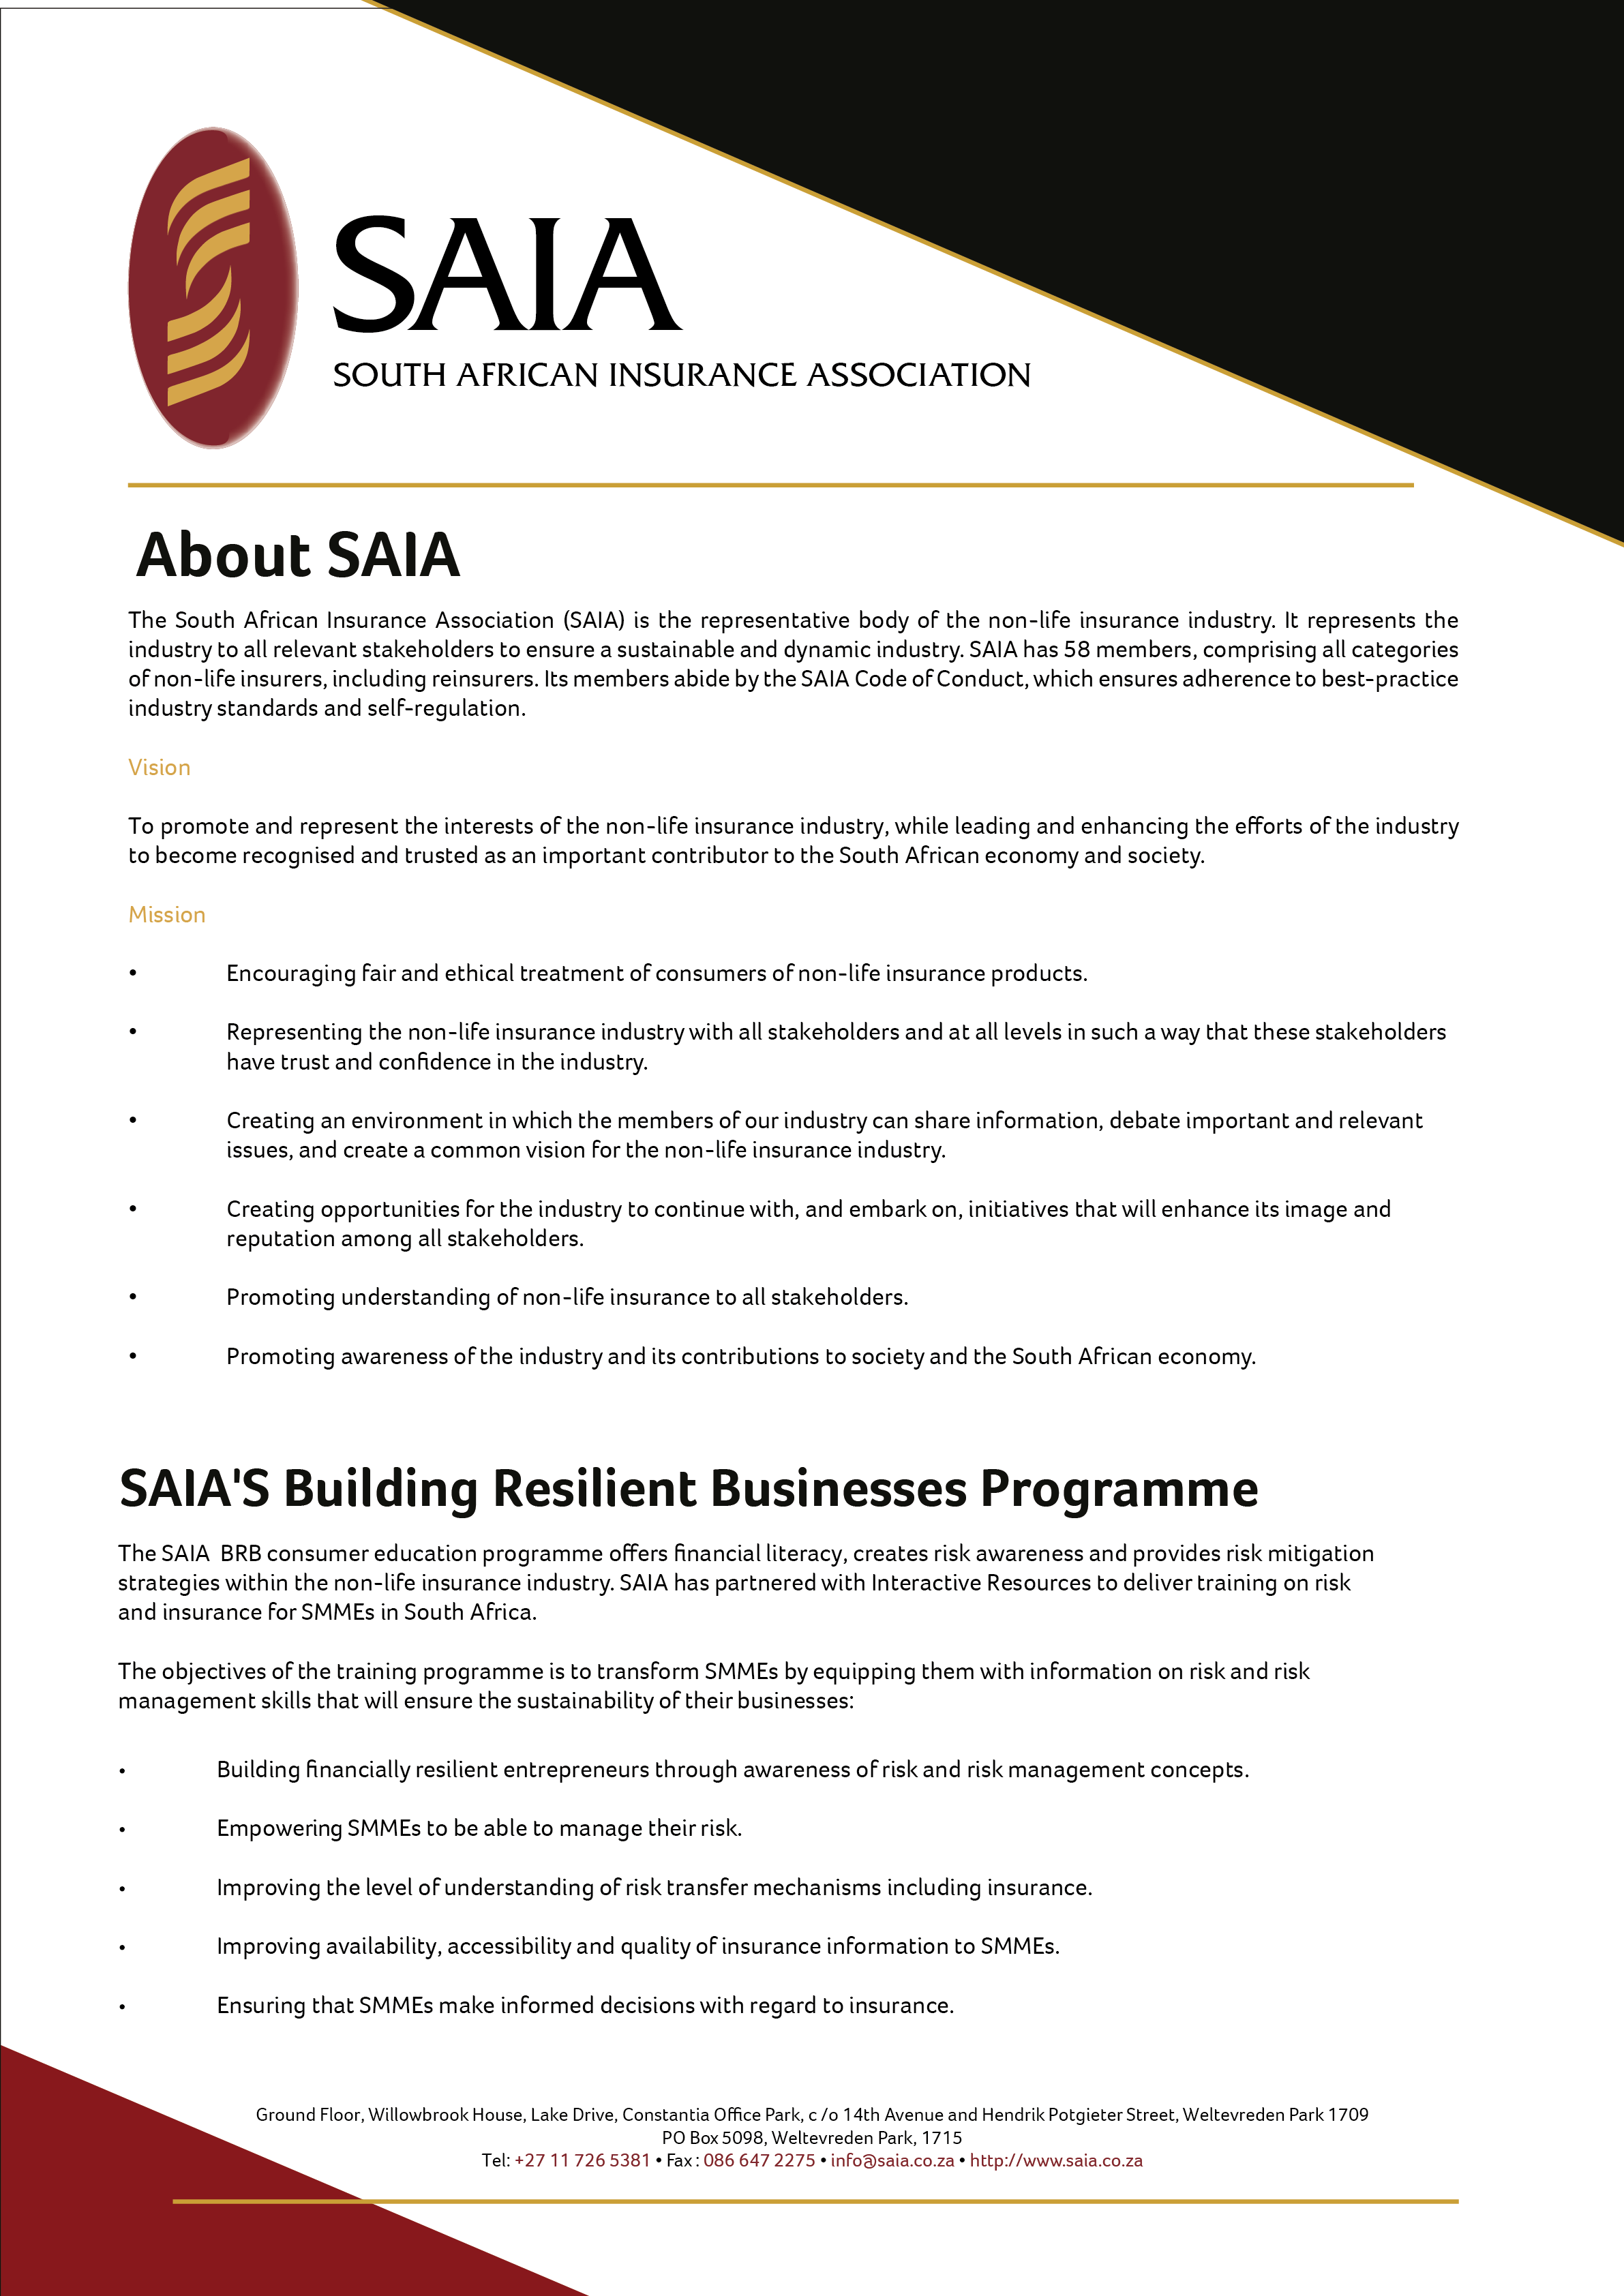 SAIA
SOUTH AFRICAN INSURANCE ASSOCIATION
About SAIA
The South African Insurance Association (SAIA) is the representative body of the non-life insurance industry. It represents the
industry to all relevant stakeholders to ensure a sustainable and dynamic industry. SAIA has 58 members, comprising all categories
of non-life insurers, including reinsurers. Its members abide by the SAIA Code of Conduct, which ensures adherence to best-practice
industry standards and self-regulation.
Vision
To promote and represent the interests of the non-life insurance industry, while leading and enhancing the efforts of the industry
to become recognised and trusted as an important contributor to the South African economy and society.
Mission
• Encouraging fair and ethical treatment of consumers of non-life insurance products.
• Representing the non-life insurance industry with all stakeholders and at all levels in such a way that these stakeholders
have trust and confidence in the industry.
• Creating an environment in which the members of our industry can share information, debate important and relevant
issues, and create a common vision for the non-life insurance industry.
• Creating opportunities for the industry to continue with, and embark on, initiatives that will enhance its image and
reputation among all stakeholders.
• Promoting understanding of non-life insurance to all stakeholders.
• Promoting awareness of the industry and its contributions to society and the South African economy.
SAIA'S Building Resilient Businesses Programme
The SAIA BRB consumer education programme offers financial literacy, creates risk awareness and provides risk mitigation
strategies within the non-life insurance industry. SAIA has partnered with Interactive Resources to deliver training on risk
and insurance for SMMEs in South Africa.
The objectives of the training programme is to transform SMMEs by equipping them with information on risk and risk
management skills that will ensure the sustainability of their businesses:
• Building financially resilient entrepreneurs through awareness of risk and risk management concepts.
• Empowering SMMEs to be able to manage their risk.
• Improving the level of understanding of risk transfer mechanisms including insurance.
• Improving availability, accessibility and quality of insurance information to SMMEs.
• Ensuring that SMMEs make informed decisions with regard to insurance.
Ground Floor, Willowbrook House, Lake Drive, Constantia Office Park, c /o 14th Avenue and Hendrik Potgieter Street, Weltevreden Park 1709
PO Box 5098, Weltevreden Park, 1715
Tel: +27 11 726 5381 • Fax : 086 647 2275 • info@saia.co.za • http://www.saia.co.za